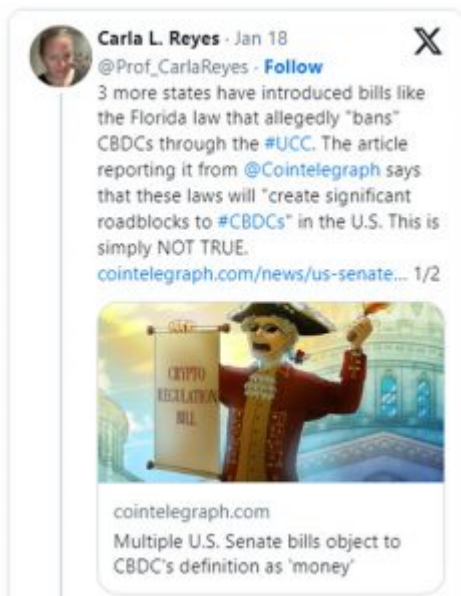 Carla L. Reyes · Jan 18
@Prof_CarlaReyes · Follow
3 more states have introduced bills like
the Florida law that allegedly "bans"
CBDCs through the #UCC. The article
reporting it from @Cointelegraph says
that these laws will "create significant
roadblocks to #CBDCs" in the U.S. This is
simply NOT TRUE.
cointelegraph.com/news/us-senate... 1/2
CRYPTO
REGULATION
BILL
cointelegraph.com
Multiple U.S. Senate bills object to
CBDC's definition as 'money'